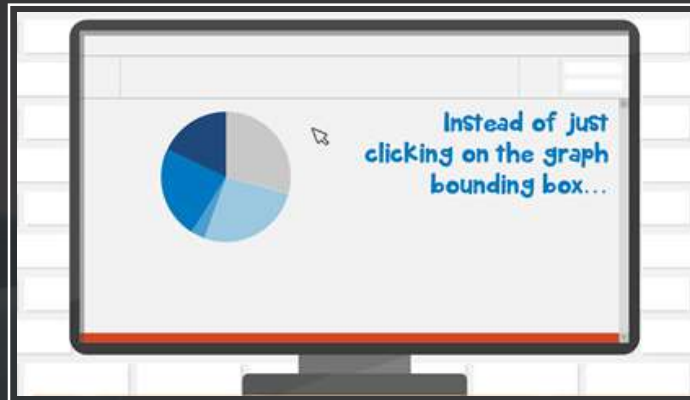 Instead of just
clicking on the graph
bounding box...